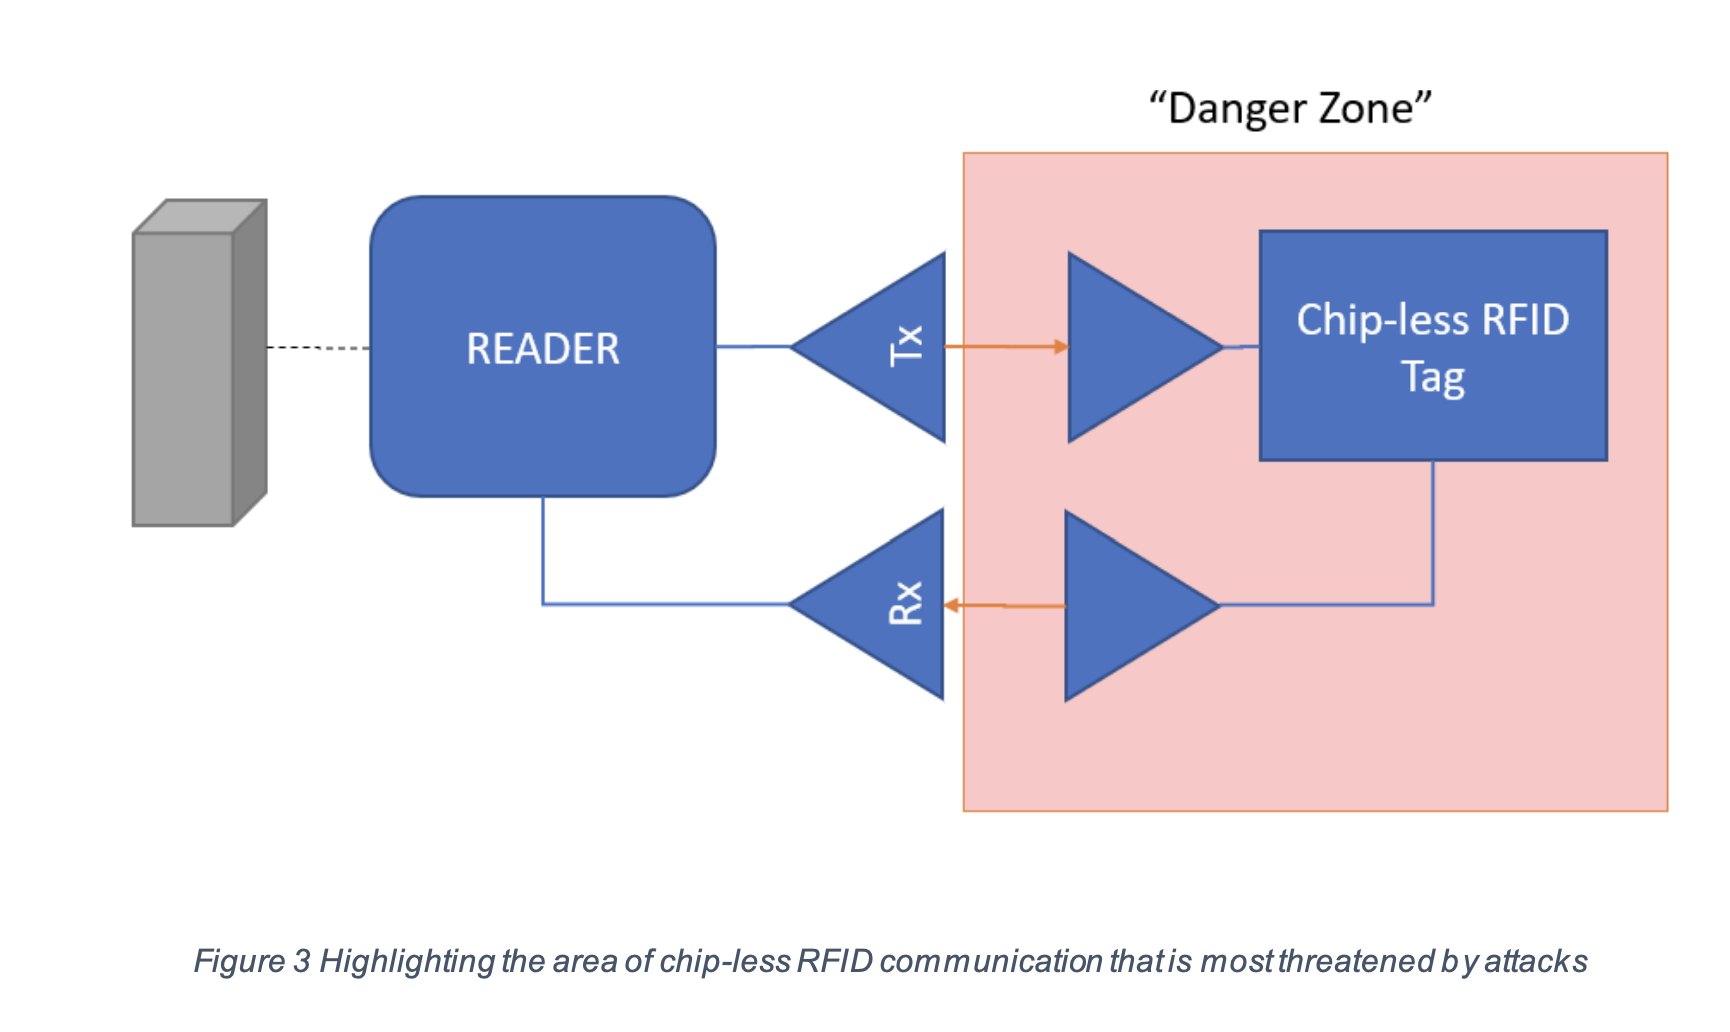 “Danger Zone”
READER
Tx
Chip-less RFID
Tag
Rx
Figure 3 Highlighting the area of chip-less RFID communication that is most threatened by attacks